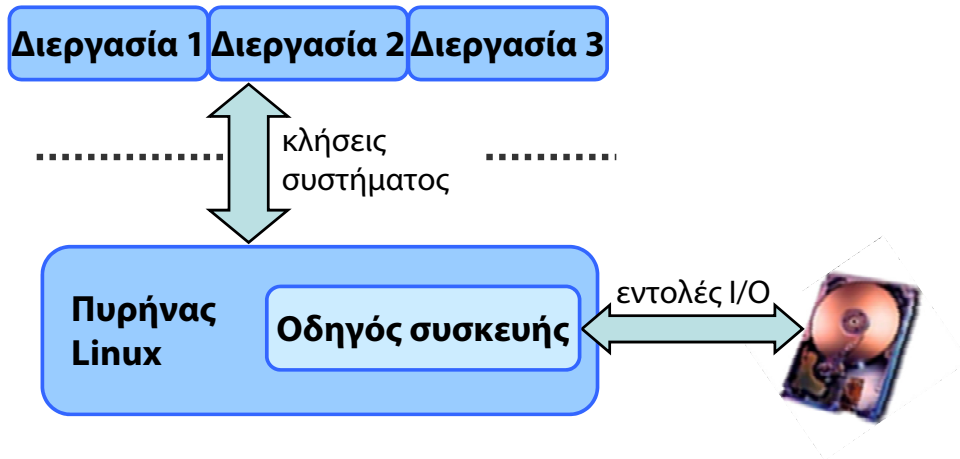 Διεργασία 1 Διεργασία 2 Διεργασία 3
κλήσεις
συστήματος
Πυρήνας
Linux
Οδηγός συσκευής
εντολές I/O